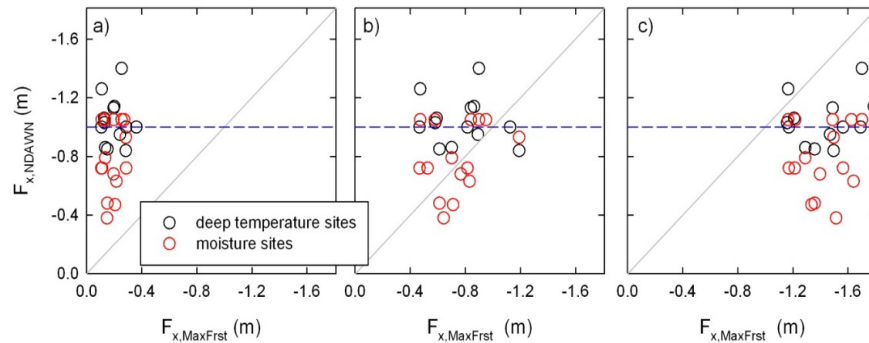 a)
b)
c)
-1.6
-1.2
-0.8
-0.4
0.0
F_x,NDAWN (m)
deep temperature sites
moisture sites
0.0 -0.4 -0.8 -1.2 -1.6
0.0 -0.4 -0.8 -1.2 -1.6
0.0 -0.4 -0.8 -1.2 -1.6
F_x,MaxFrst (m)
F_x,MaxFrst (m)
F_x,MaxFrst (m)